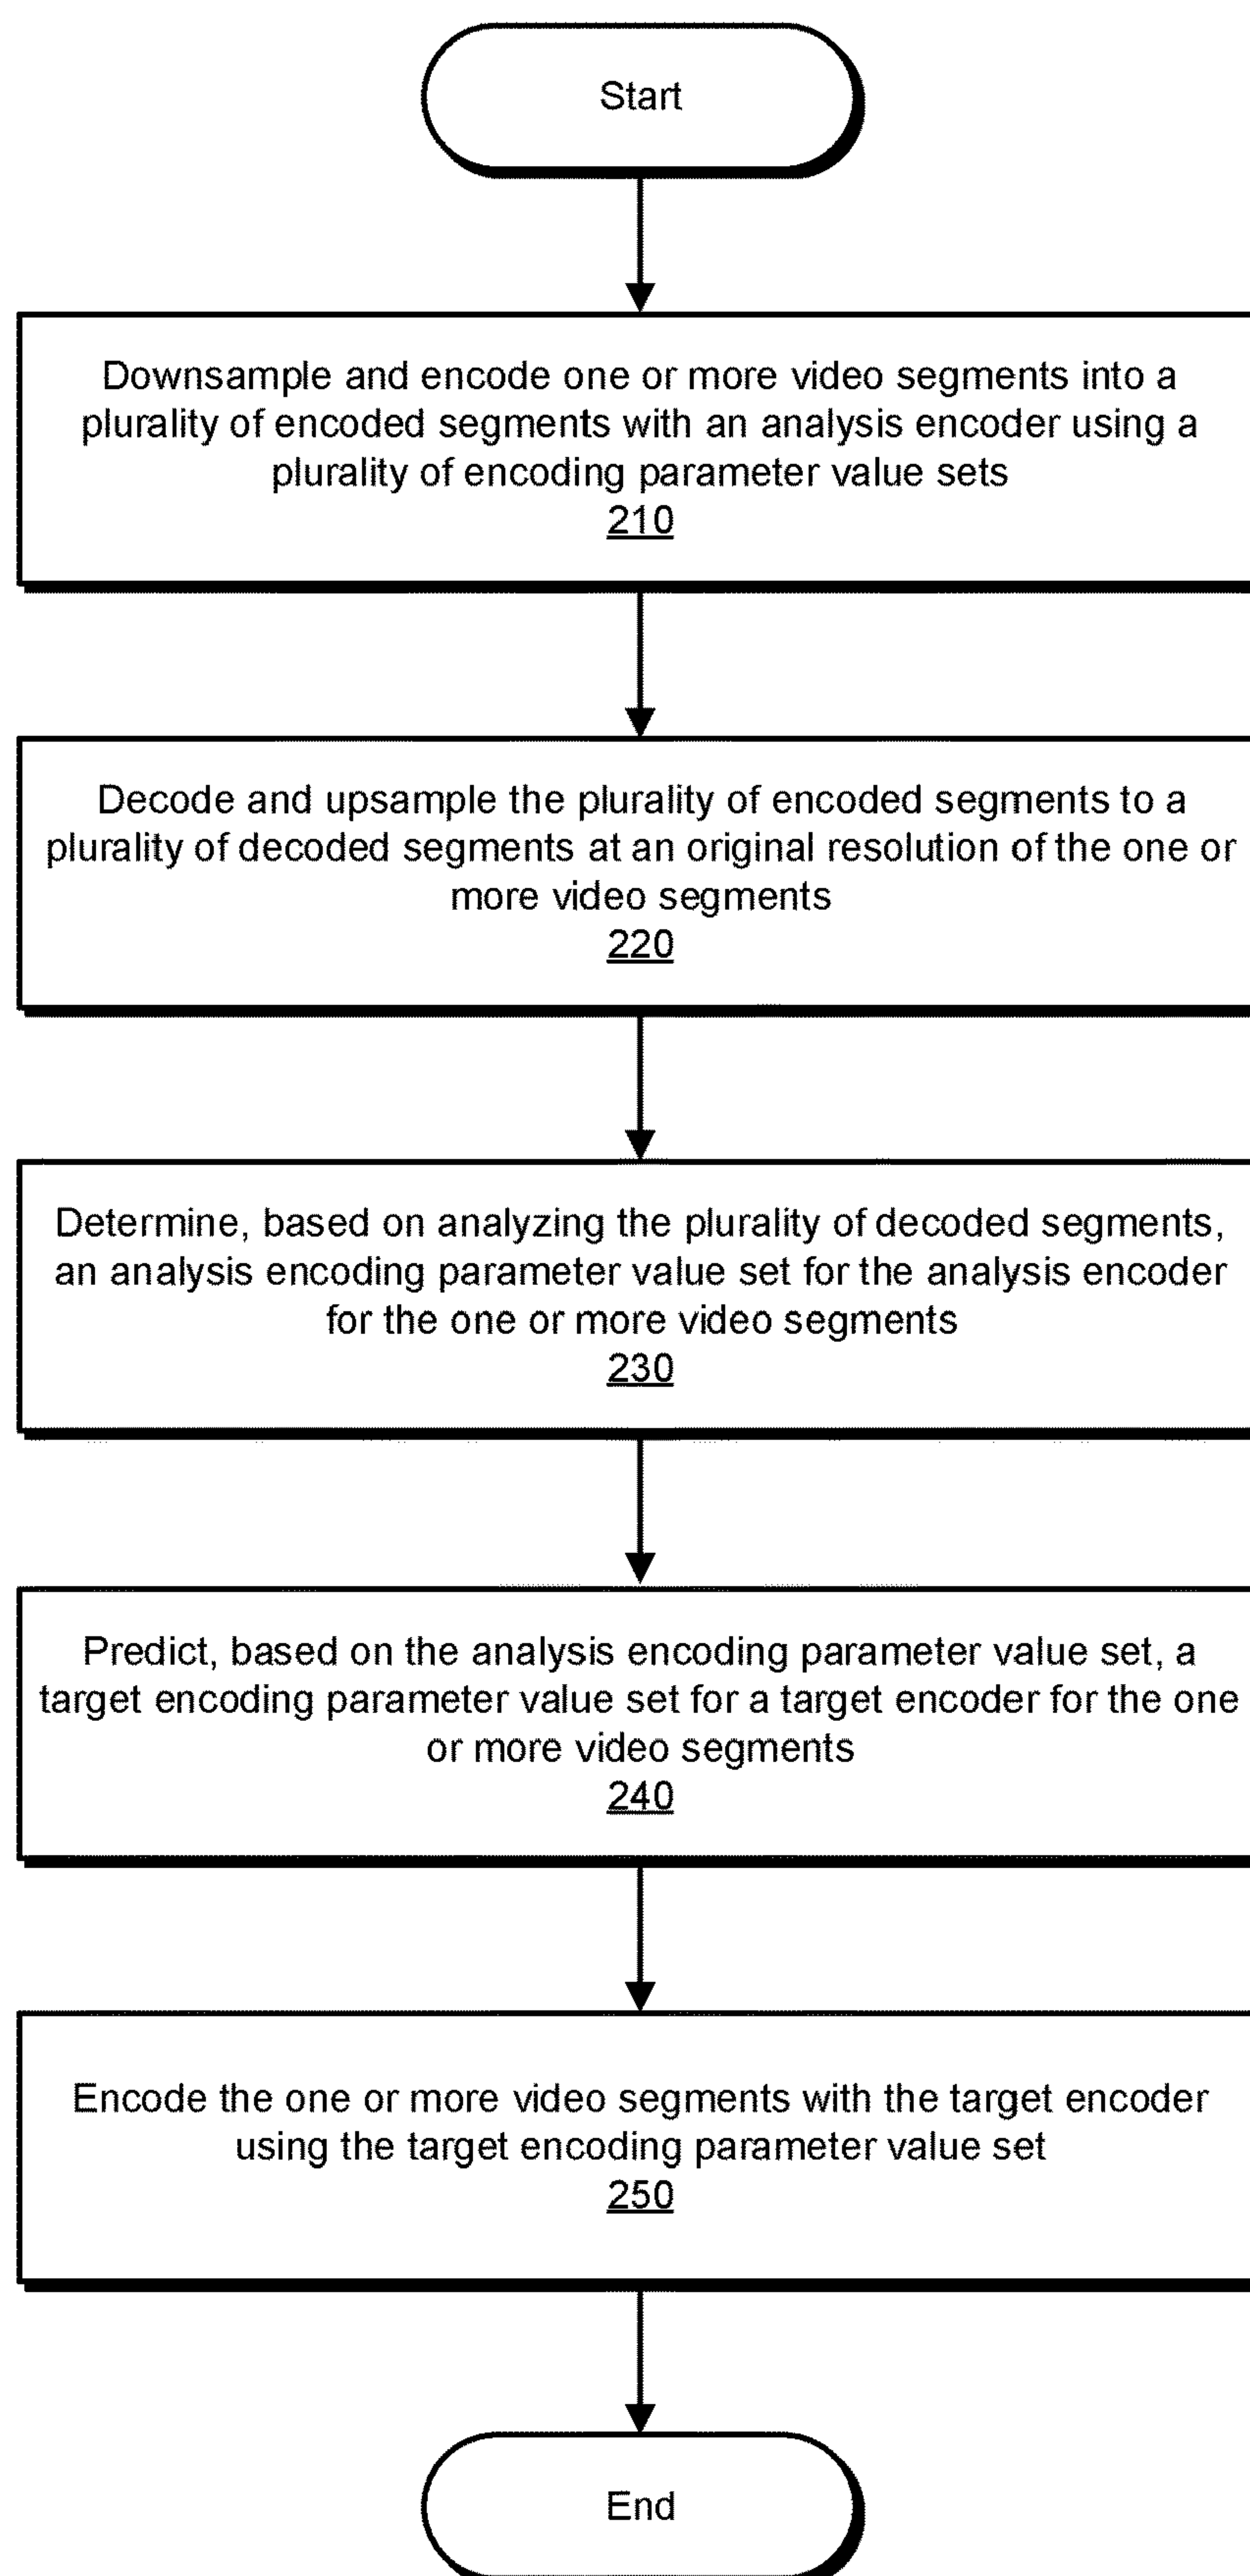 Start
Downsample and encode one or more video segments into a
plurality of encoded segments with an analysis encoder using a
plurality of encoding parameter value sets
210
Decode and upsample the plurality of encoded segments to a
plurality of decoded segments at an original resolution of the one or
more video segments
220
Determine, based on analyzing the plurality of decoded segments,
an analysis encoding parameter value set for the analysis encoder
for the one or more video segments
230
Predict, based on the analysis encoding parameter value set, a
target encoding parameter value set for a target encoder for the one
or more video segments
240
Encode the one or more video segments with the target encoder
using the target encoding parameter value set
250
End